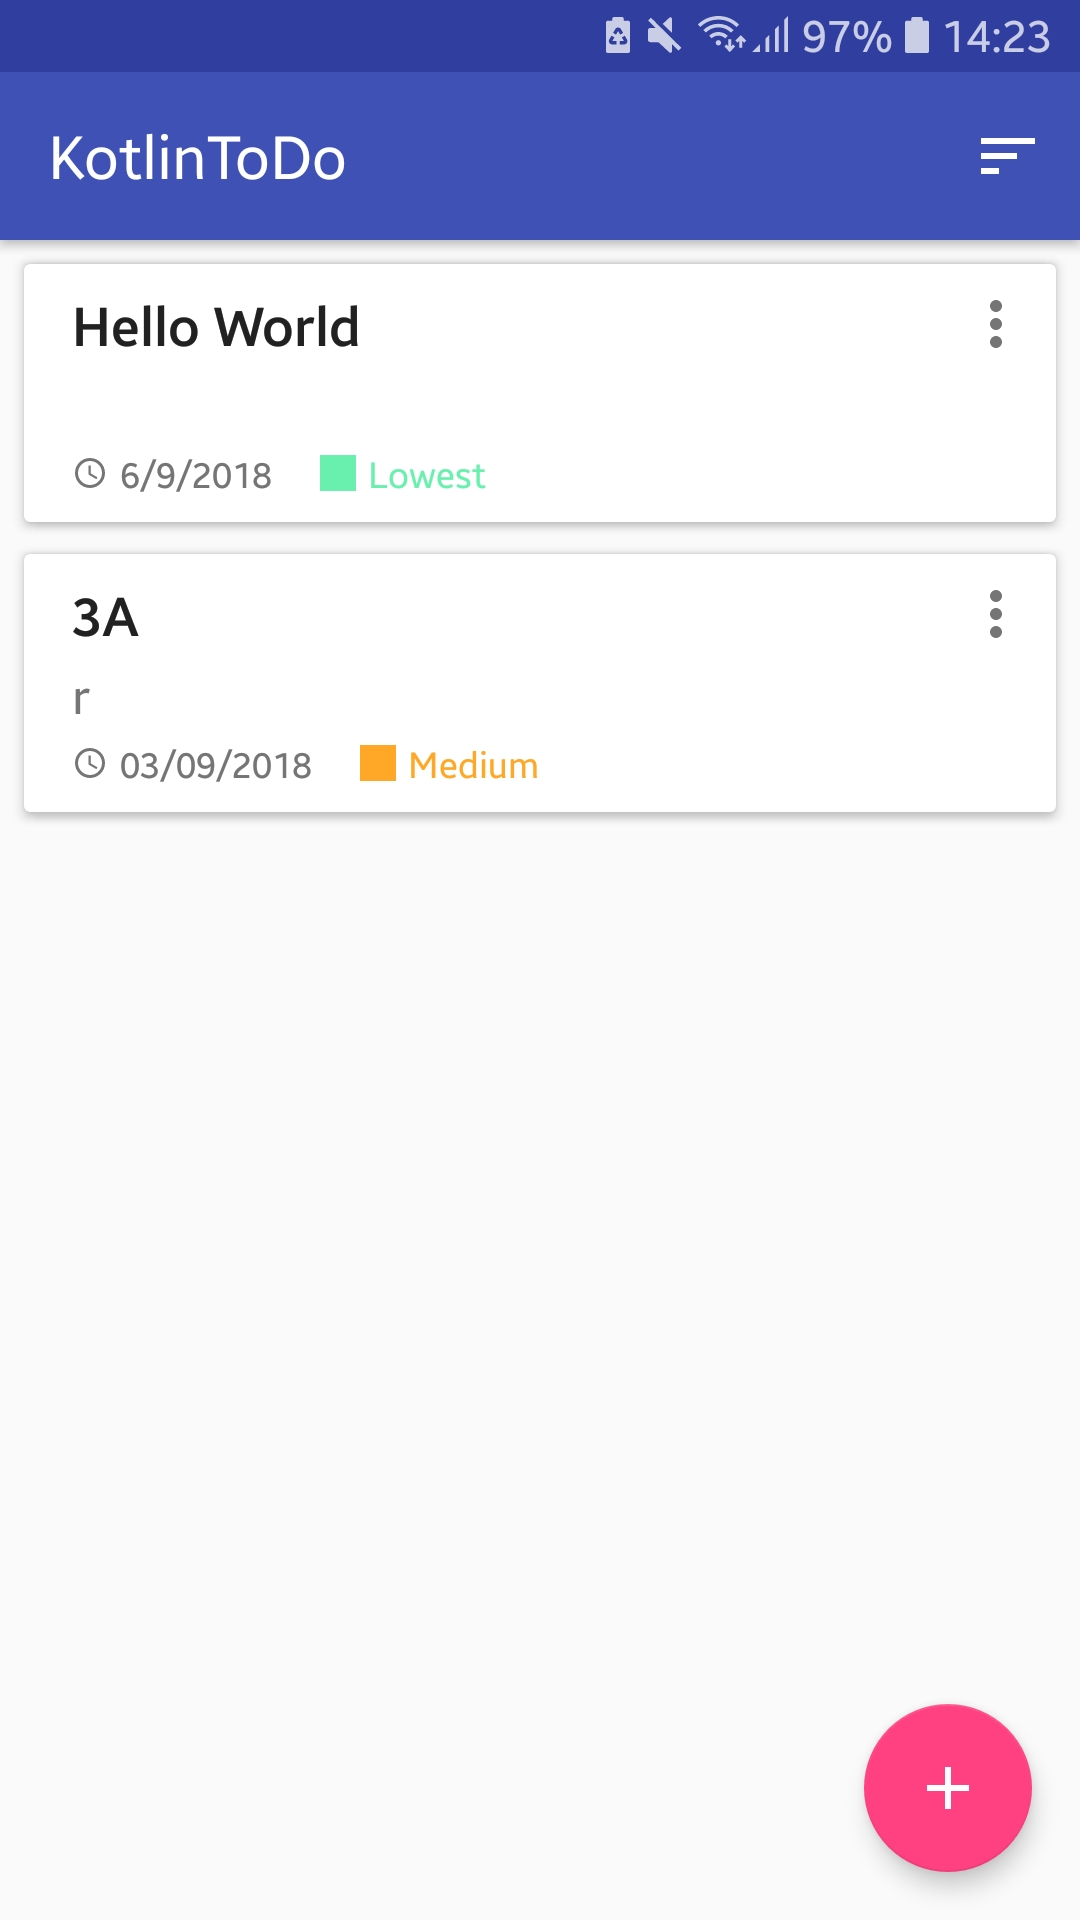 97% 14:23
KotlinToDo
Hello World
6/9/2018 Lowest
3A
r
03/09/2018 Medium